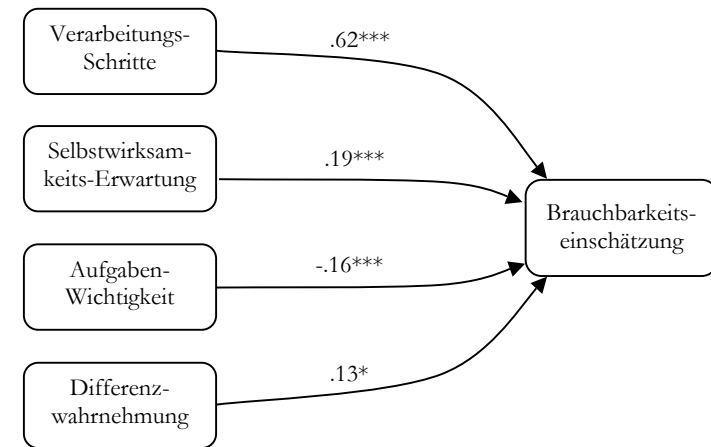 Verarbeitungs-
Schritte
.62***
Selbstwirksam-
keits-Erwartung
.19***
Brauchbarkeits-
einschätzung
Aufgaben-
Wichtigkeit
-.16***
Differenz-
wahrnehmung
.13*